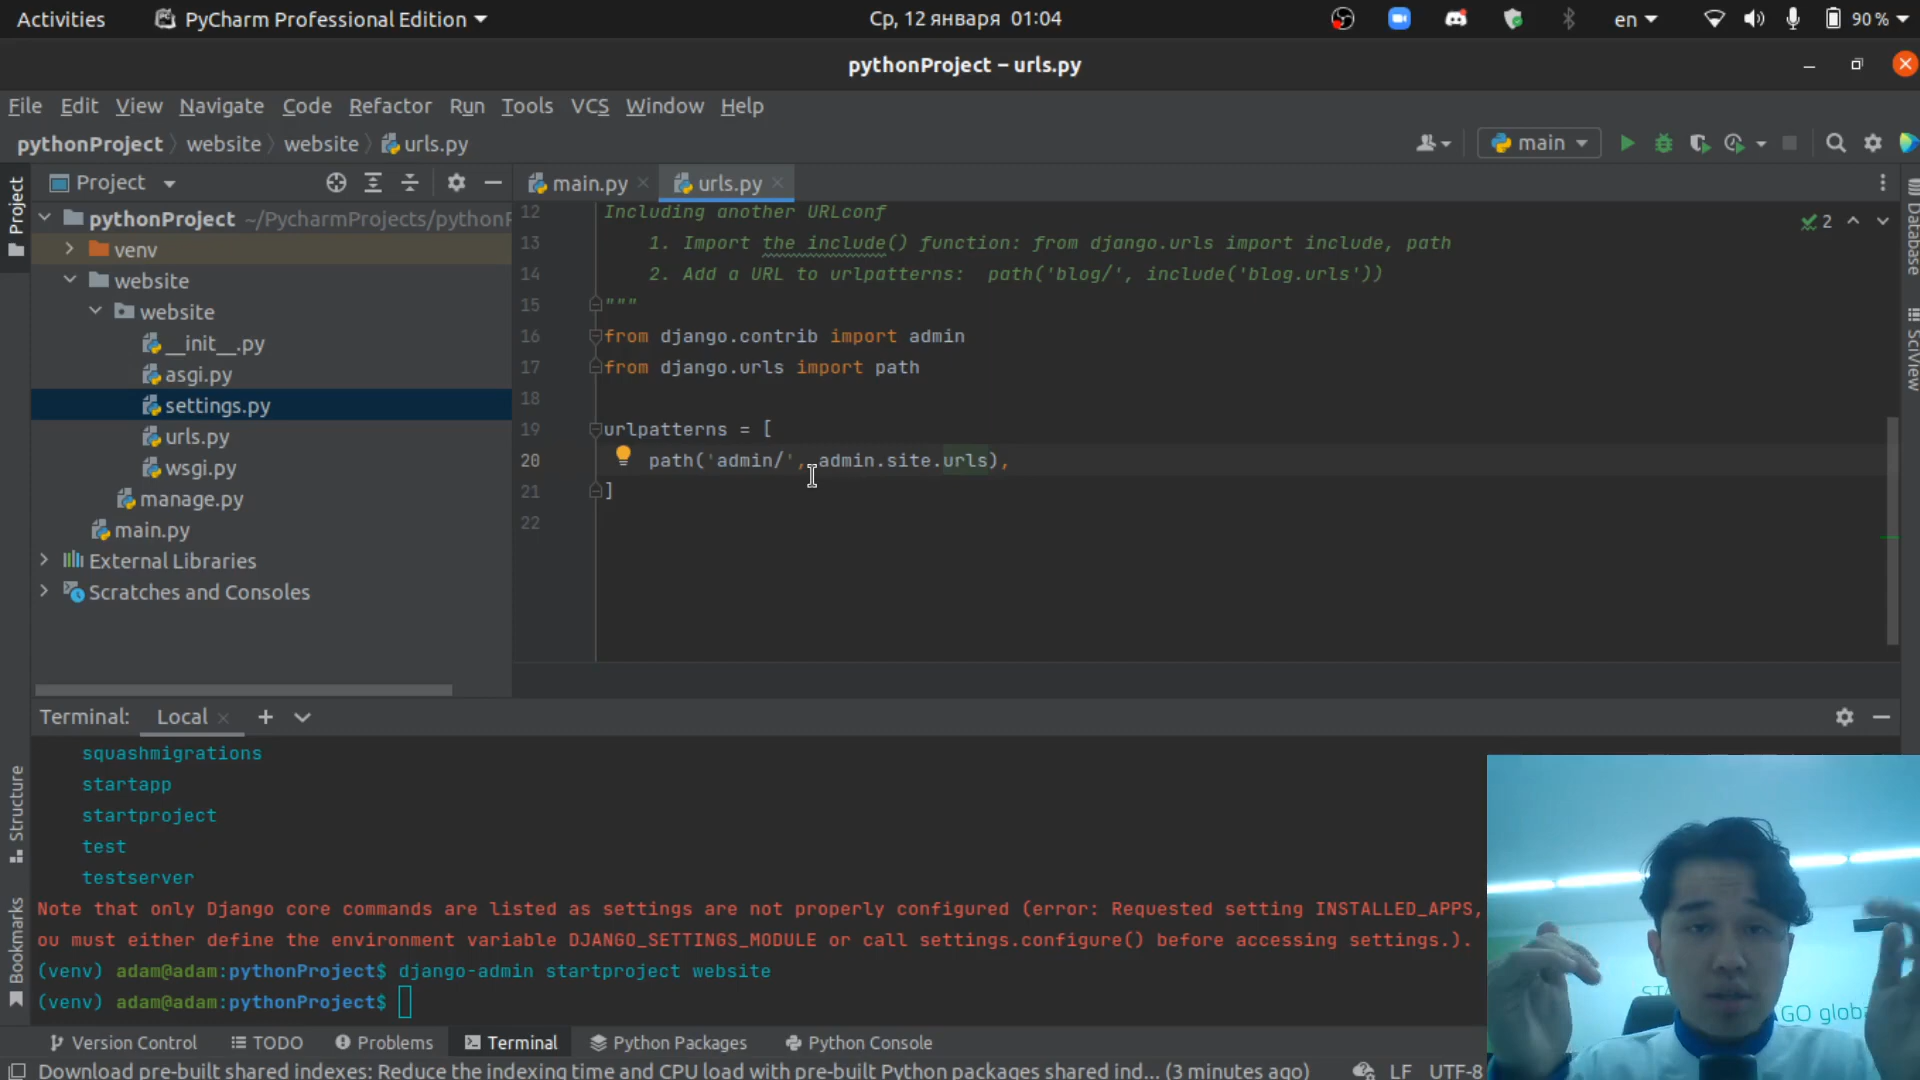 Activities
PyCharm Professional Edition
Ср, 12 января 01:04
en
90 %
pythonProject – urls.py
File Edit View Navigate Code Refactor Run Tools VCS Window Help
pythonProject website website urls.py
main
Project
main.py
urls.py
pythonProject ~/PycharmProjects/pythonP
venv
website
website
__init__.py
asgi.py
settings.py
urls.py
wsgi.py
manage.py
main.py
External Libraries
Scratches and Consoles
12 Including another URLconf
13 1. Import the include() function: from django.urls import include, path
14 2. Add a URL to urlpatterns: path('blog/', include('blog.urls'))
15 """
16 from django.contrib import admin
17 from django.urls import path
18
19 urlpatterns = [
20 path('admin/', admin.site.urls),
21 ]
22
2
Project
Structure
Bookmarks
Database
SciView
Terminal: Local
squashmigrations
startapp
startproject
test
testserver
Note that only Django core commands are listed as settings are not properly configured (error: Requested setting INSTALLED_APPS,
ou must either define the environment variable DJANGO_SETTINGS_MODULE or call settings.configure() before accessing settings.).
(venv) adam@adam:pythonProject$ django-admin startproject website
(venv) adam@adam:pythonProject$
GO globa
Version Control TODO Problems Terminal Python Packages Python Console
Download pre-built shared indexes: Reduce the indexing time and CPU load with pre-built Python packages shared ind... (3 minutes ago)
LF UTF-8